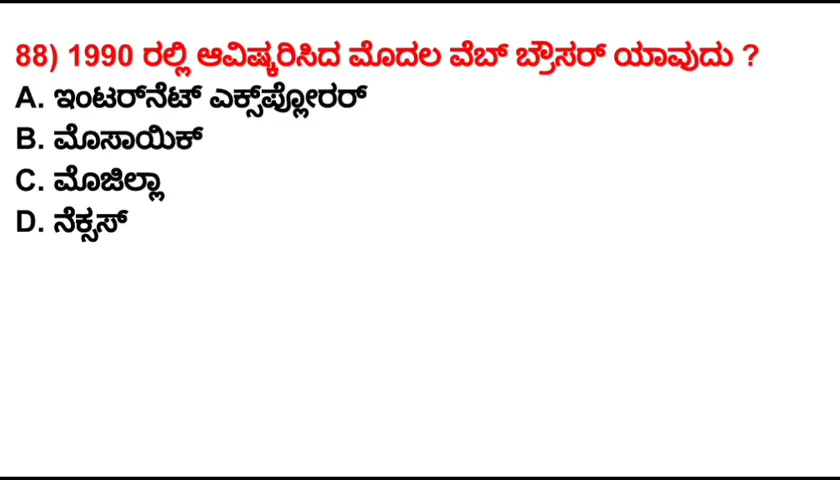 88) 1990 ರಲ್ಲಿ ಆವಿಷ್ಕರಿಸಿದ ಮೊದಲ ವೆಬ್ ಬ್ರೌಸರ್ ಯಾವುದು ?
A. ಇಂಟರ್‌ನೆಟ್ ಎಕ್ಸ್‌ಪ್ಲೋರರ್
B. ಮೊಸಾಯಿಕ್
C. ಮೊಜಿಲ್ಲಾ
D. ನೆಕ್ಸಸ್